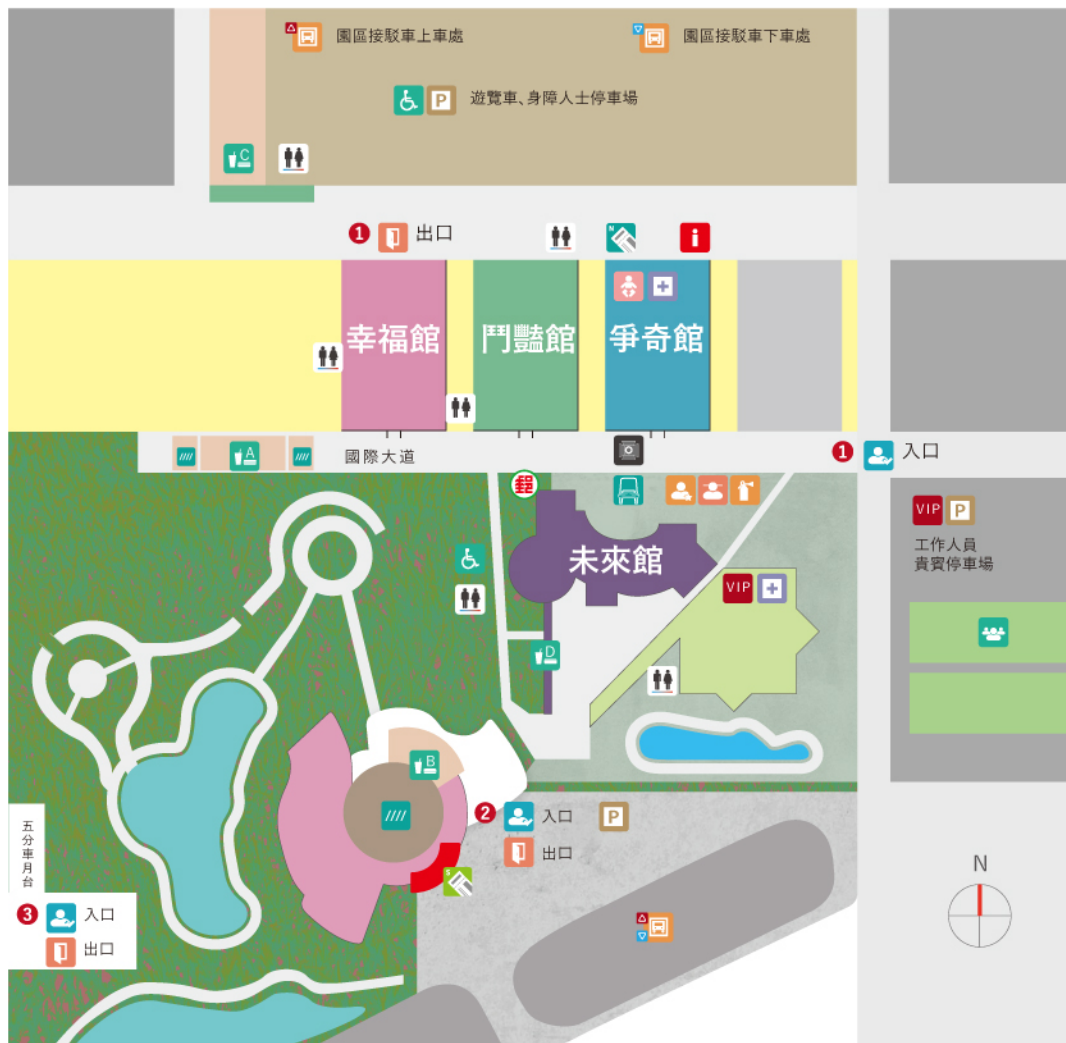 園區接駁車上車處
園區接駁車下車處
P
遊覽車、身障人士停車場
C
1
出口
N
i
幸福館
鬥豔館
爭奇館
A
國際大道
1
入口
郵
未來館
VIP
P
工作人員
貴賓停車場
VIP
D
B
2
入口
P
出口
S
五分車月台
3
入口
出口
N